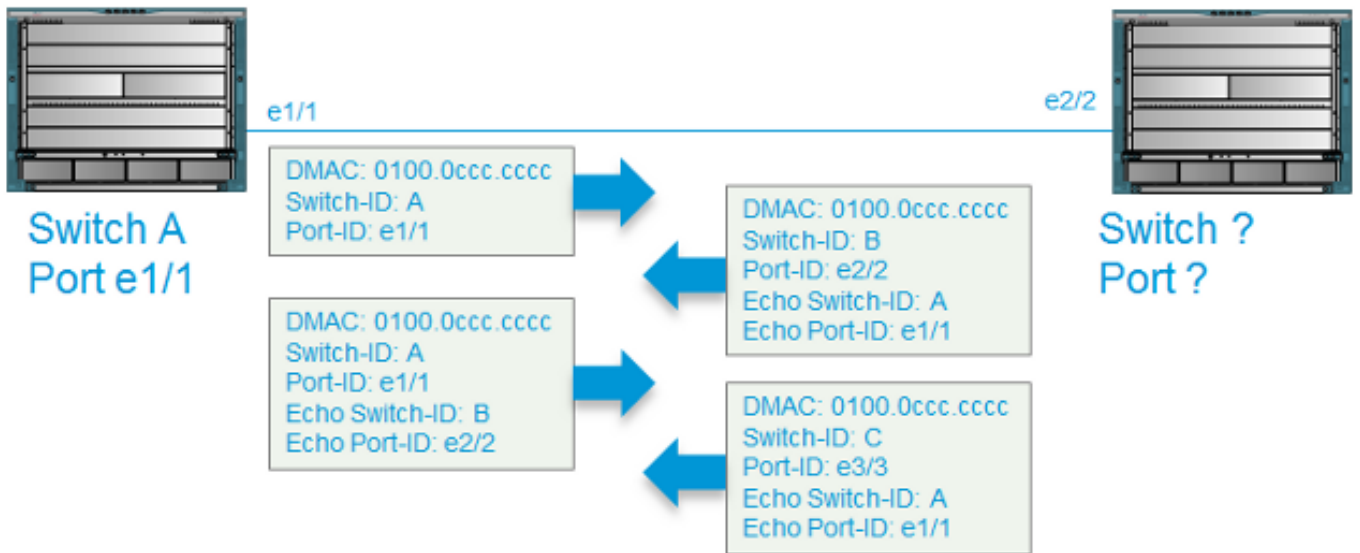 e1/1
e2/2
DMAC: 0100.0ccc.cccc
Switch-ID: A
Port-ID: e1/1
DMAC: 0100.0ccc.cccc
Switch-ID: B
Port-ID: e2/2
Echo Switch-ID: A
Echo Port-ID: e1/1
Switch A
Port e1/1
Switch ?
Port ?
DMAC: 0100.0ccc.cccc
Switch-ID: A
Port-ID: e1/1
Echo Switch-ID: B
Echo Port-ID: e2/2
DMAC: 0100.0ccc.cccc
Switch-ID: C
Port-ID: e3/3
Echo Switch-ID: A
Echo Port-ID: e1/1